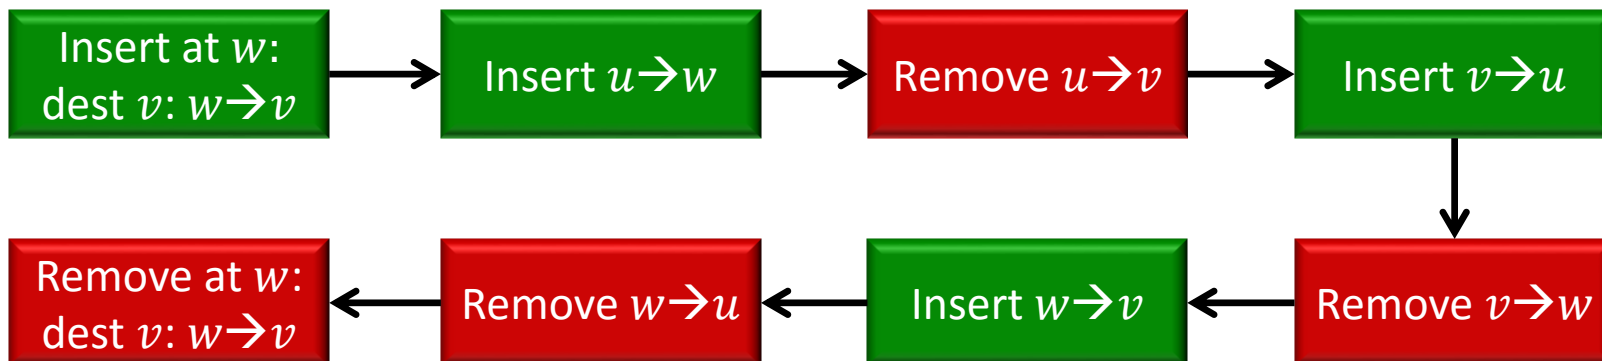 Insert at w:
dest v: w→v
Insert u→w
Remove u→v
Insert v→u
Remove v→w
Insert w→v
Remove w→u
Remove at w:
dest v: w→v